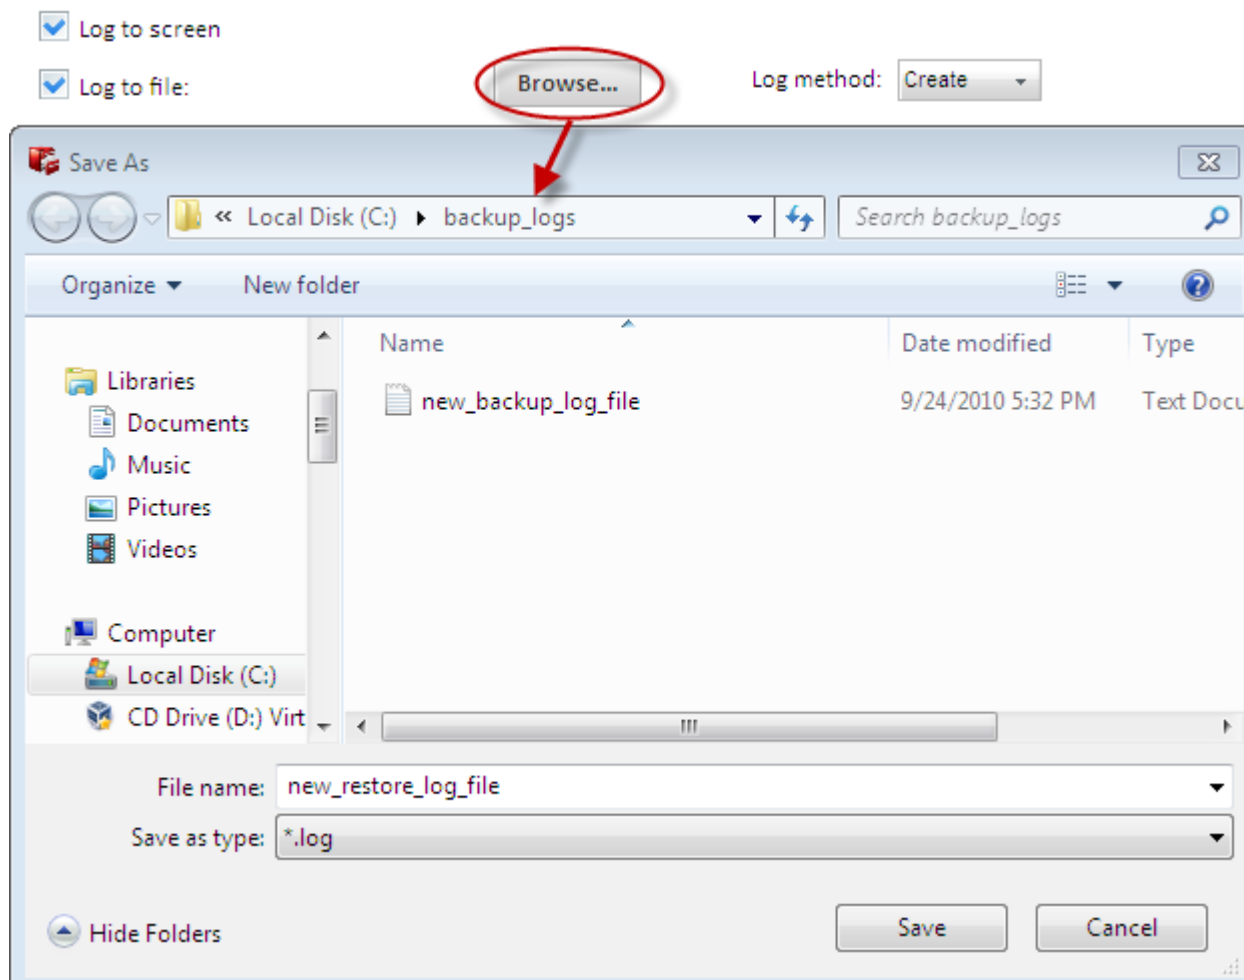 Log to screen
Log to file: Browse... Log method: Create
Save As
« Local Disk (C:) backup_logs Search backup_logs
Organize New folder
Name Date modified Type
Libraries
new_backup_log_file 9/24/2010 5:32 PM Text Docu
Documents
Music
Pictures
Videos
Computer
Local Disk (C:)
CD Drive (D:) Virt
File name: new_restore_log_file
Save as type: *.log
Hide Folders Save Cancel